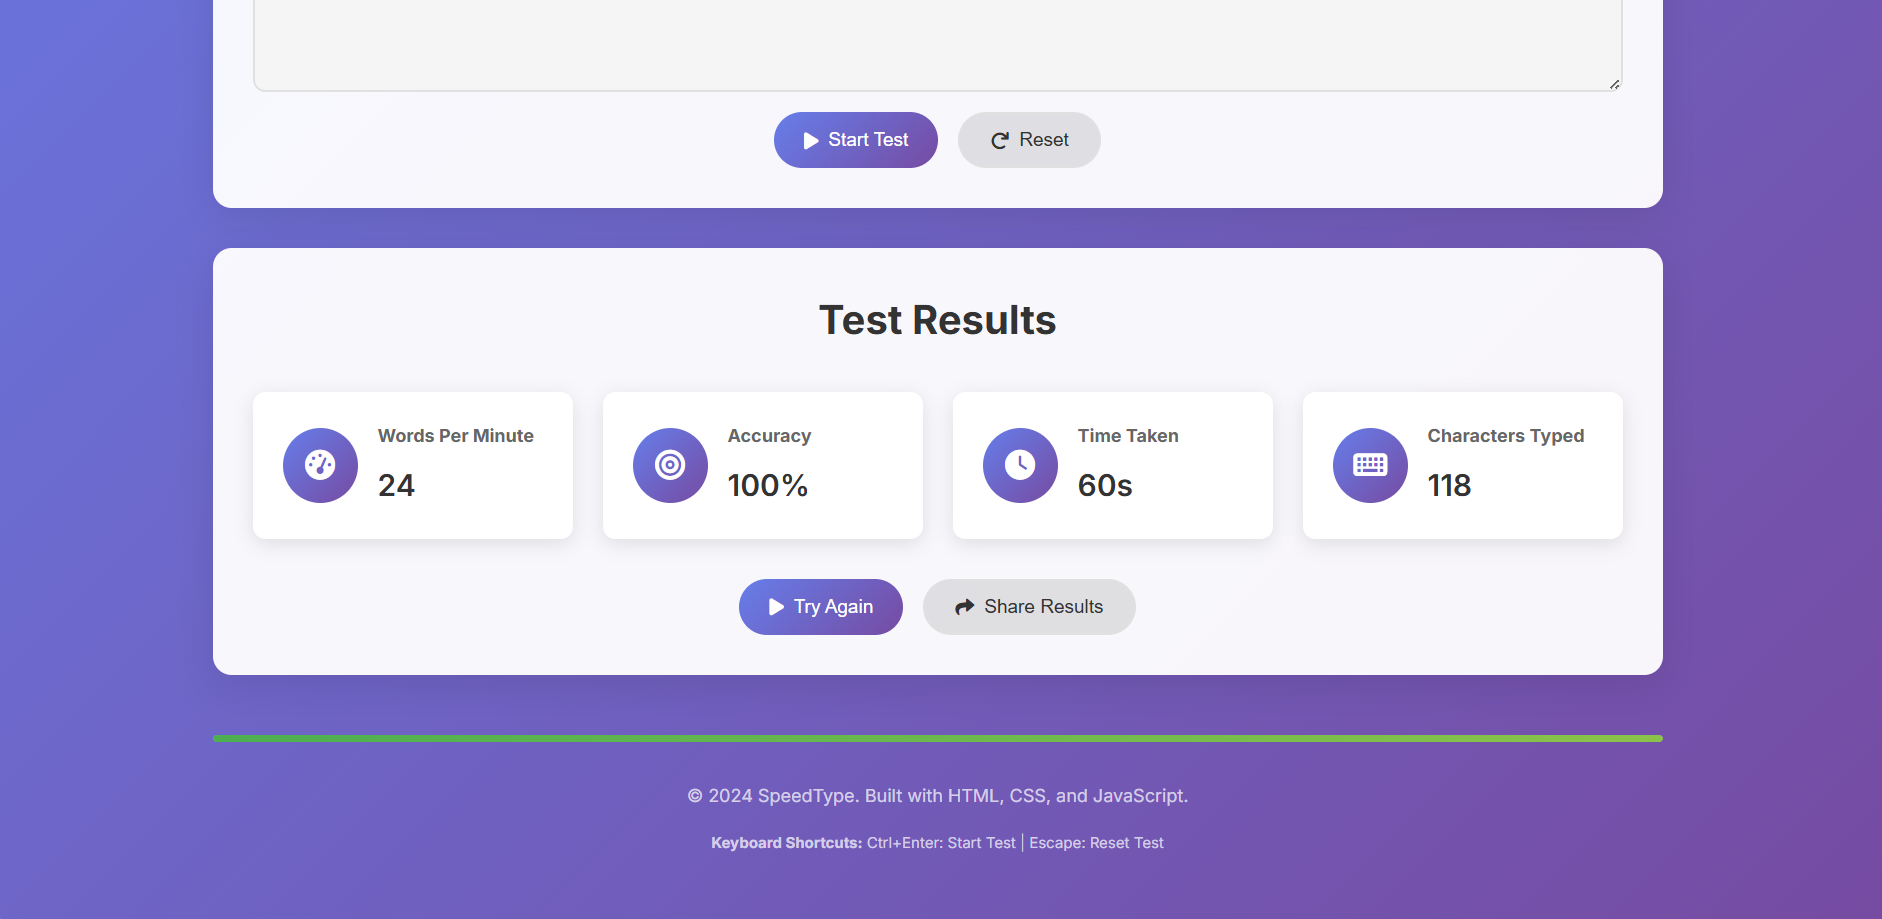 Start Test
Reset
Test Results
Words Per Minute
24
Accuracy
100%
Time Taken
60s
Characters Typed
118
Try Again
Share Results
© 2024 SpeedType. Built with HTML, CSS, and JavaScript.
Keyboard Shortcuts: Ctrl+Enter: Start Test | Escape: Reset Test